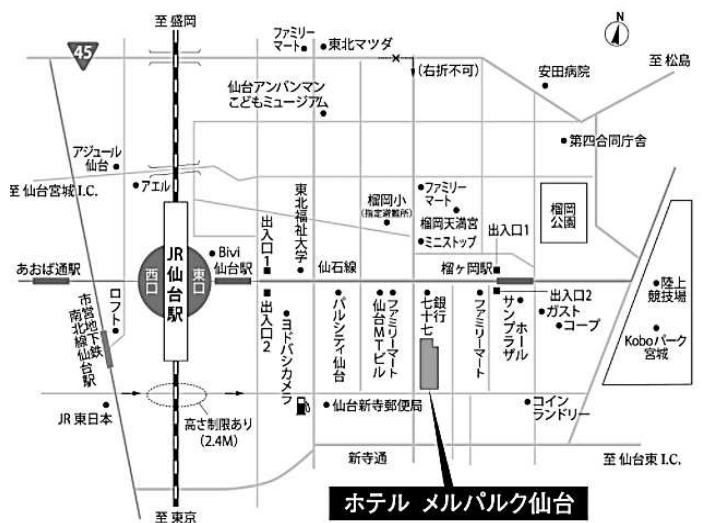 至 盛岡
N
45
ファミリー
マート
東北マツダ
(右折不可)
至 松島
安田病院
仙台アンパンマン
こどもミュージアム
第四合同庁舎
アジュール
仙台
アエル
至 仙台宮城 I.C.
東北福祉大学
榴岡小
(指定避難所)
ファミリー
マート
榴岡天満宮
ミニストップ
榴岡
公園
出入口1
出入口1
Bivi
仙台駅
JR仙台駅
西口
東口
あおば通駅
仙石線
榴ヶ岡駅
陸上
競技場
Koboパーク
宮城
市営地下鉄
南北線仙台駅
ロフト
出入口2
ヨドバシカメラ
パルシティ仙台
仙台MTビル
ファミリーマート
七十七
銀行
ファミリーマート
サンプラザ
ホール
出入口2
ガスト
コープ
JR 東日本
高さ制限あり
(2.4M)
仙台新寺郵便局
コイン
ランドリー
新寺通
至 仙台東 I.C.
ホテル メルパルク仙台
至 東京